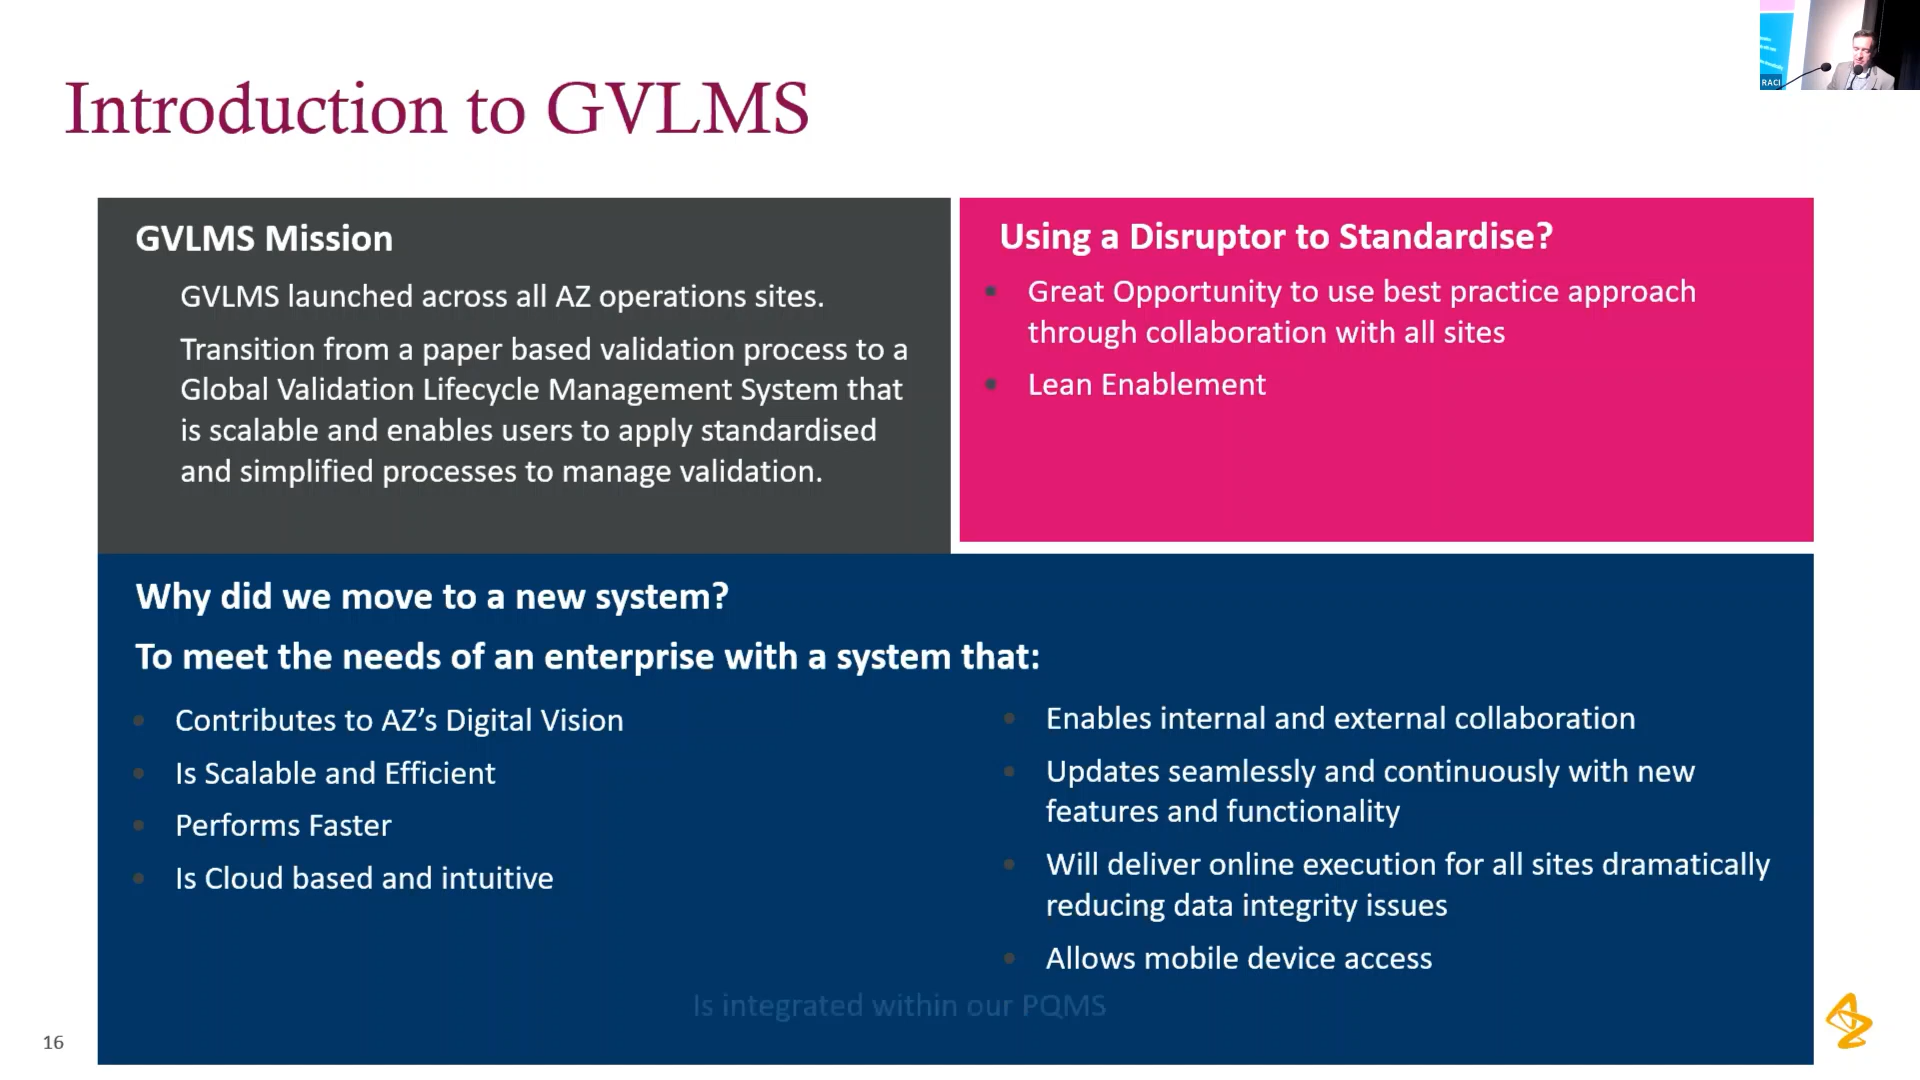 Introduction to GVLMS
RACI
GVLMS Mission
GVLMS launched across all AZ operations sites.
Transition from a paper based validation process to a
Global Validation Lifecycle Management System that
is scalable and enables users to apply standardised
and simplified processes to manage validation.
Using a Disruptor to Standardise?
Great Opportunity to use best practice approach
through collaboration with all sites
Lean Enablement
Why did we move to a new system?
To meet the needs of an enterprise with a system that:
Contributes to AZ’s Digital Vision
Is Scalable and Efficient
Performs Faster
Is Cloud based and intuitive
Enables internal and external collaboration
Updates seamlessly and continuously with new
features and functionality
Will deliver online execution for all sites dramatically
reducing data integrity issues
Allows mobile device access
Is integrated within our PQMS
16